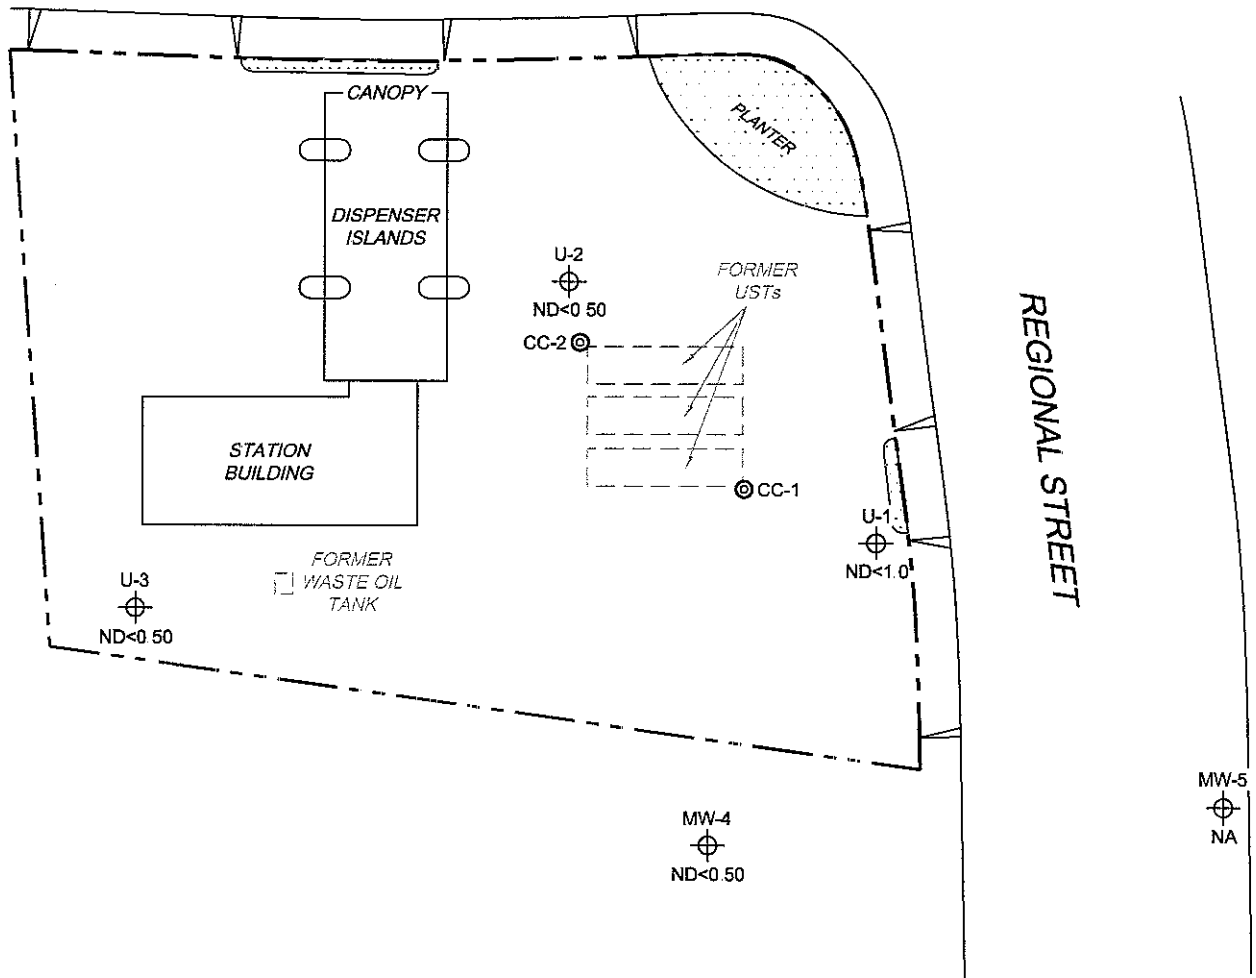 CANOPY
PLANTER
DISPENSER
ISLANDS
U-2
ND<0.50
FORMER
USTs
CC-2
REGIONAL STREET
STATION
BUILDING
CC-1
U-1
ND<1.0
FORMER
WASTE OIL
TANK
U-3
ND<0.50
MW-5
NA
MW-4
ND<0.50